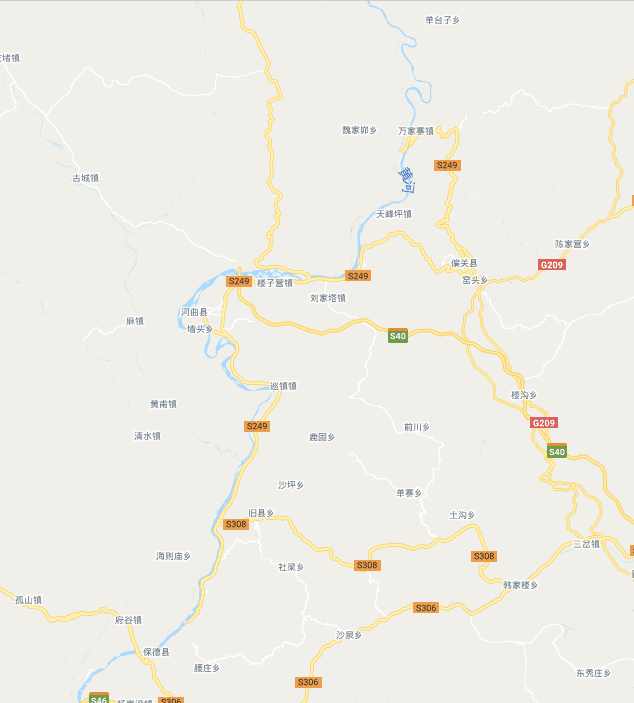 单台子乡
堵镇
魏家峁乡
万家寨镇
S249
黄河
古城镇
天峰坪镇
陈家营乡
偏关县
G209
S249
窑头乡
S249
楼子营镇
刘家塔镇
河曲县
麻镇
墙头乡
S40
巡镇镇
楼沟乡
黄甫镇
G209
S249
前川乡
清水镇
鹿固乡
S40
沙坪乡
单寨乡
旧县乡
土沟乡
S308
三岔镇
海则庙乡
S308
S308
社梁乡
韩家楼乡
孤山镇
S306
府谷镇
沙泉乡
保德县
腰庄乡
东秀庄乡
S306
S46
S306